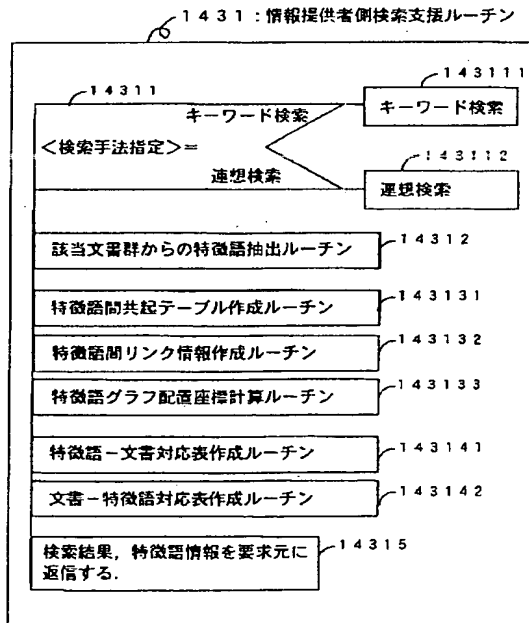 1431:情報提供者側検索支援ルーチン
14311
143111
キーワード検索
キーワード検索
<検索手法指定>=
143112
連想検索
連想検索
該当文書群からの特徴語抽出ルーチン
14312
特徴語間共起テーブル作成ルーチン
143131
特徴語間リンク情報作成ルーチン
143132
特徴語グラフ配置座標計算ルーチン
143133
特徴語-文書対応表作成ルーチン
143141
文書-特徴語対応表作成ルーチン
143142
検索結果,特徴語情報を要求元に
返信する.
14315